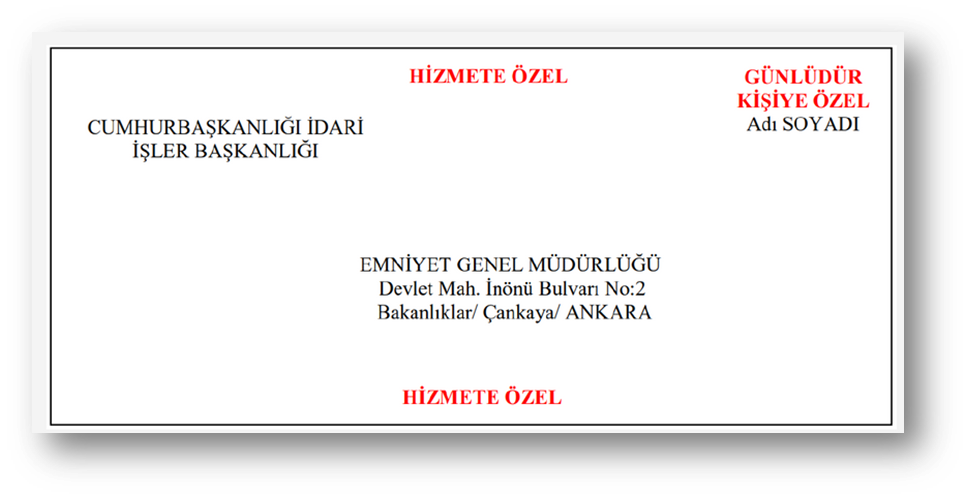 HİZMETE ÖZEL
GÜNLÜDÜR
KİŞİYE ÖZEL
Adı SOYADI
CUMHURBAŞKANLIĞI İDARİ
İŞLER BAŞKANLIĞI
EMNİYET GENEL MÜDÜRLÜĞÜ
Devlet Mah. İnönü Bulvarı No:2
Bakanlıklar/ Çankaya/ ANKARA
HİZMETE ÖZEL